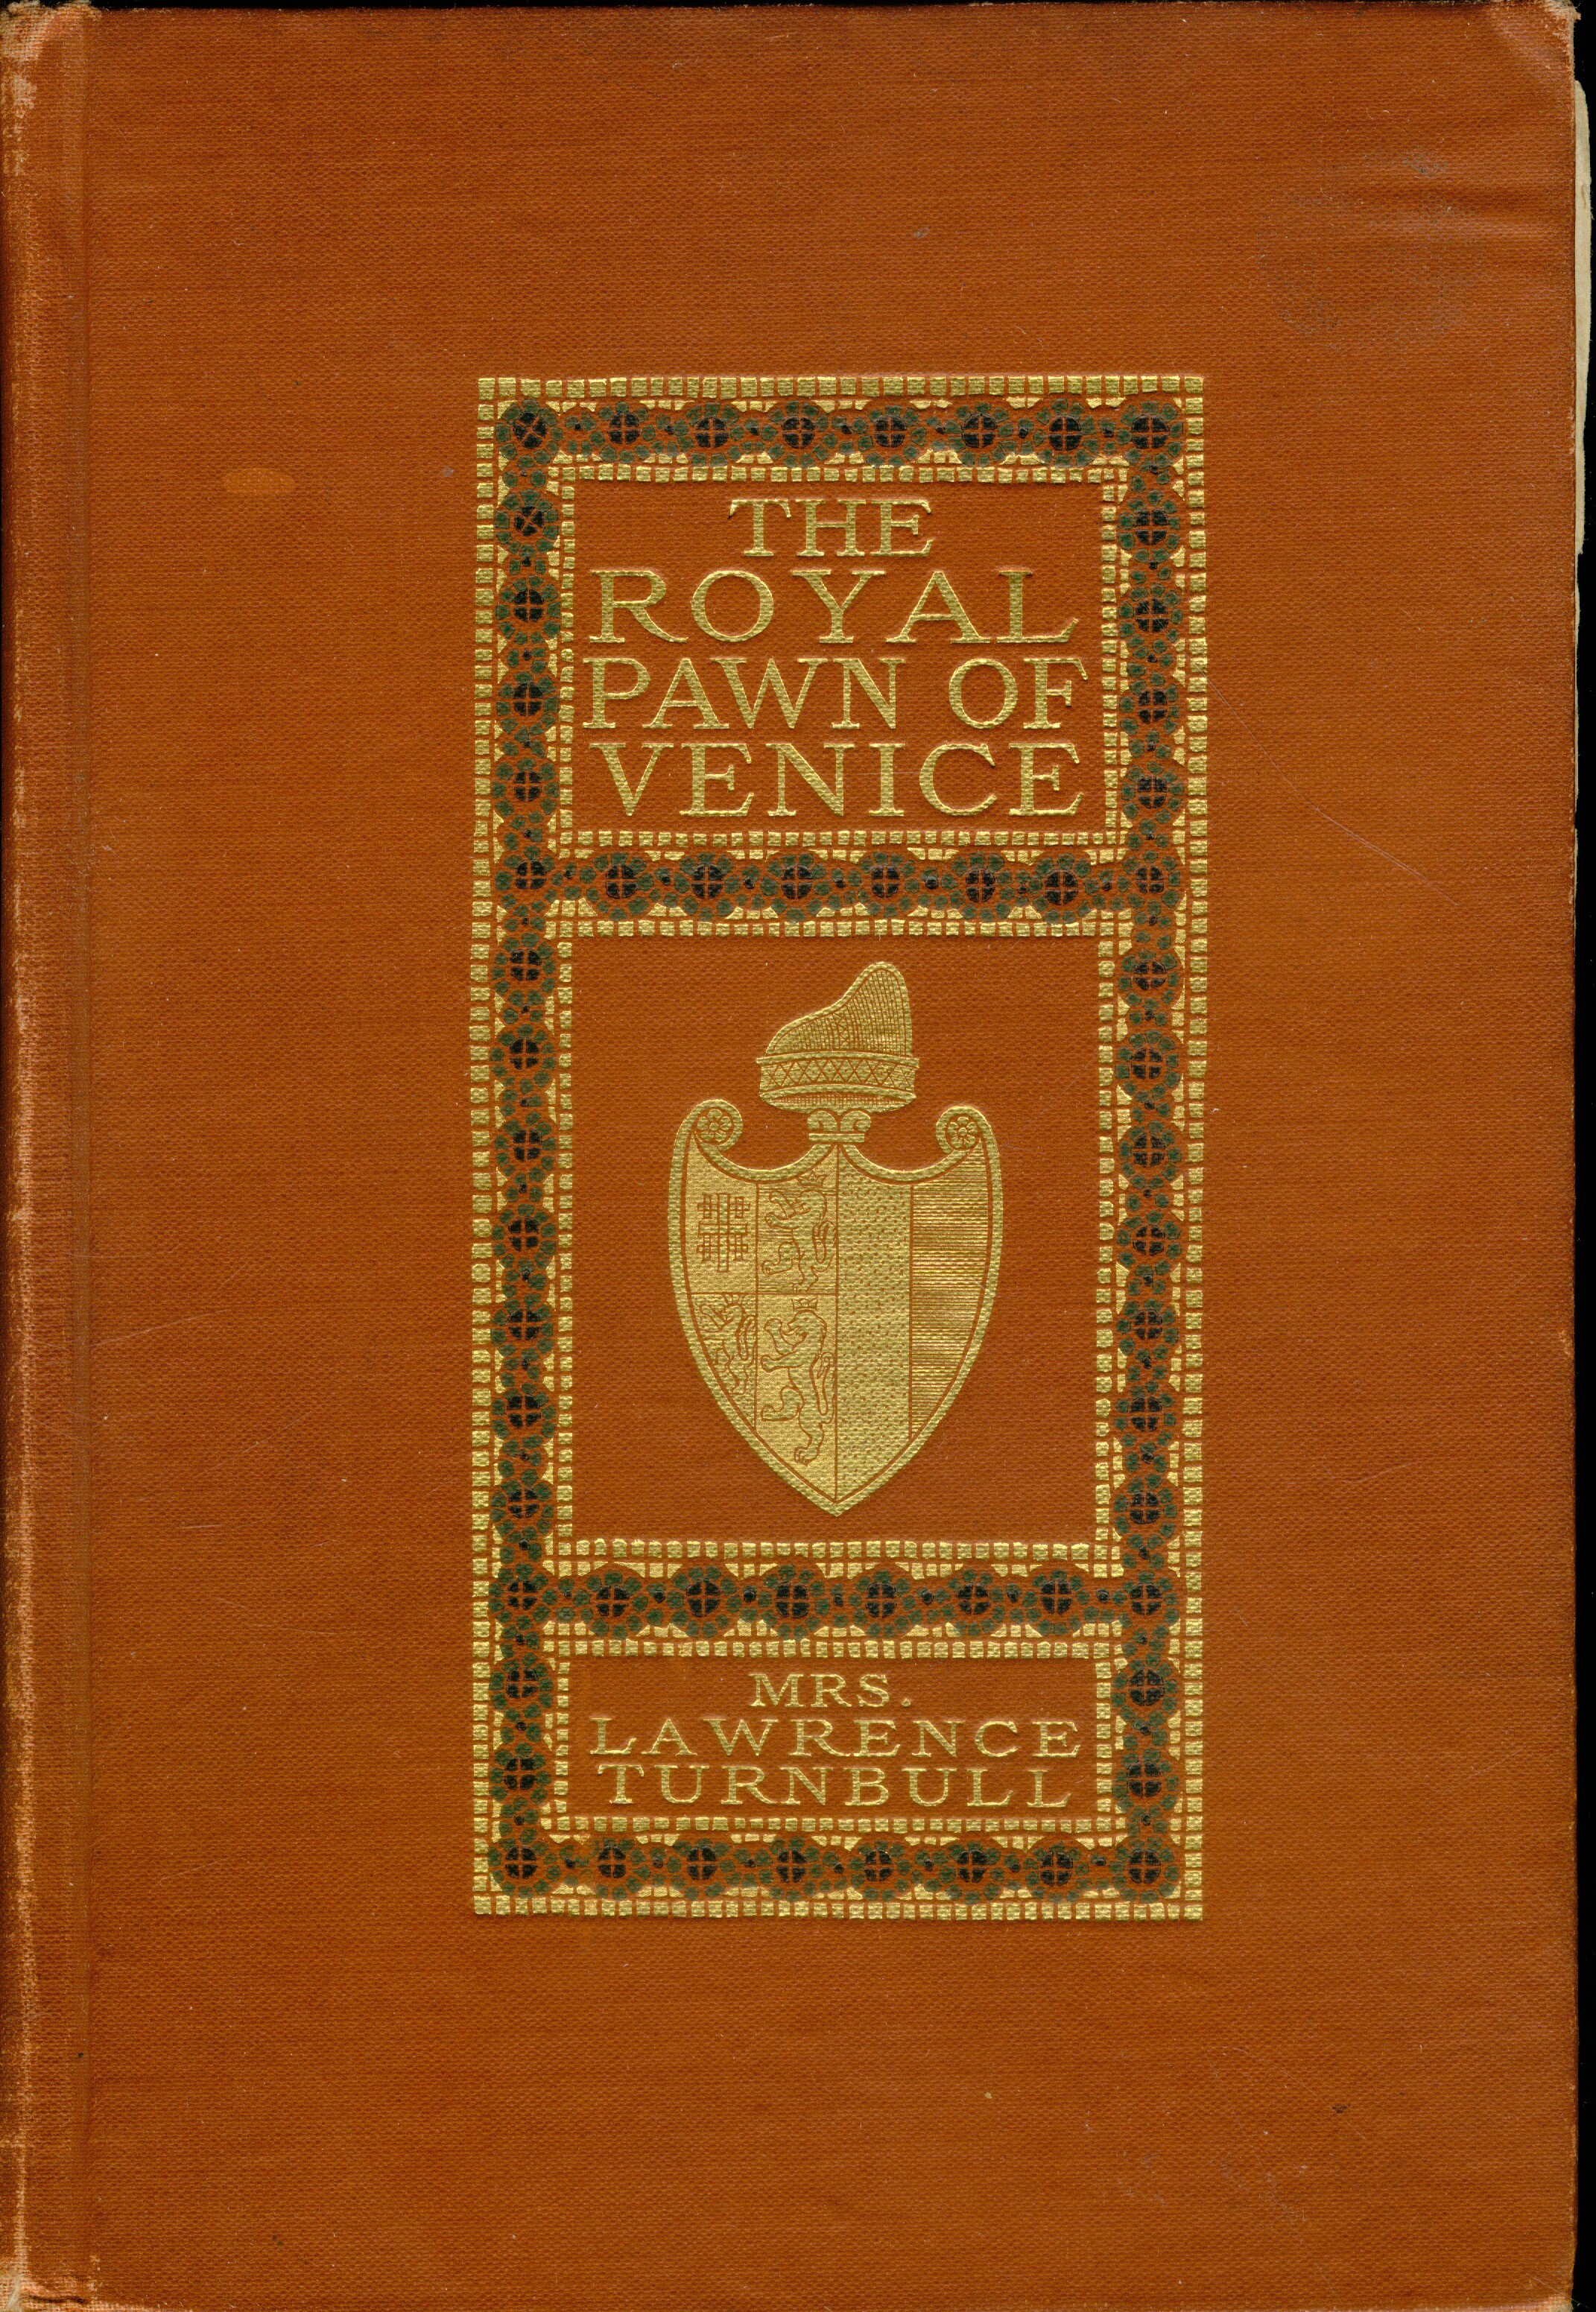 THE
ROYAL
PAWN OF
VENICE
MRS.
LAWRENCE
TURNBULL